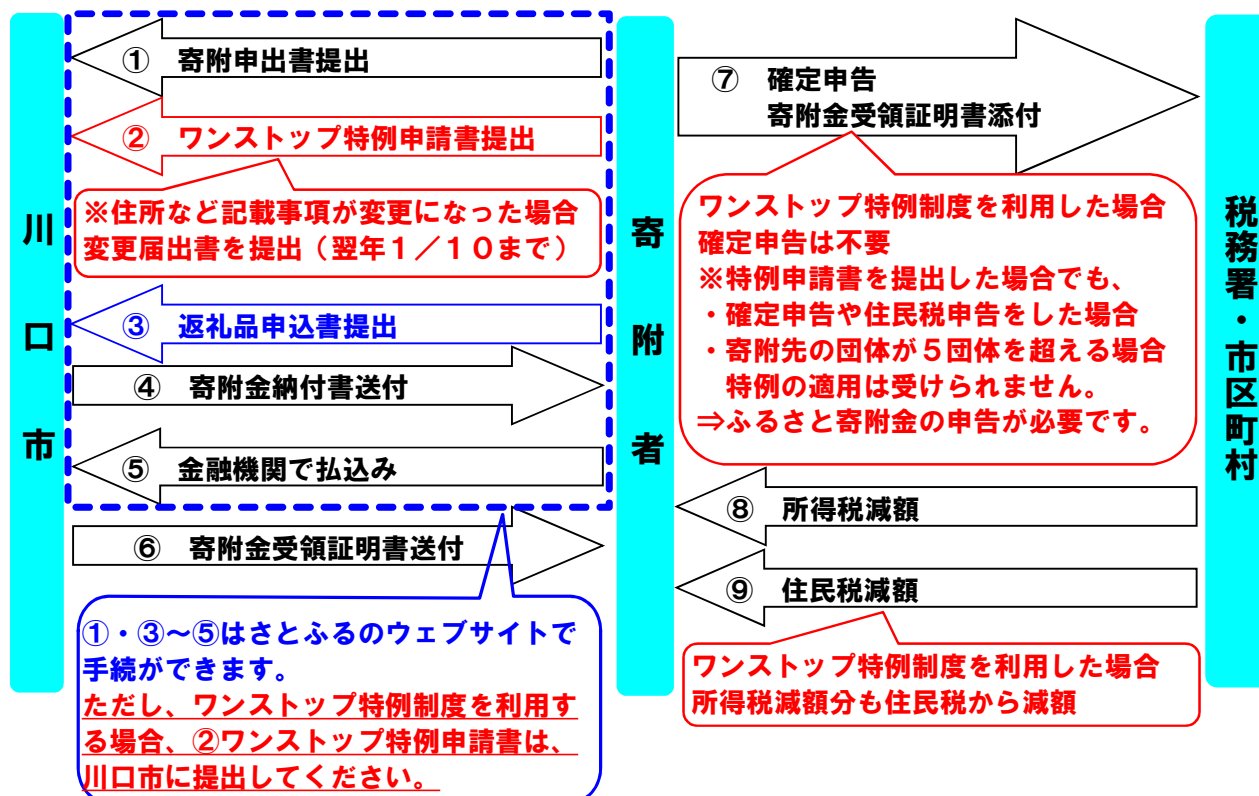 川口市
① 寄附申出書提出
② ワンストップ特例申請書提出
※住所など記載事項が変更になった場合
変更届出書を提出（翌年１／１０まで）
③ 返礼品申込書提出
④ 寄附金納付書送付
⑤ 金融機関で払込み
⑥ 寄附金受領証明書送付
①・③～⑤はさとふるのウェブサイトで
手続ができます。
ただし、ワンストップ特例制度を利用す
る場合、②ワンストップ特例申請書は、
川口市に提出してください。
寄附者
⑦ 確定申告
寄附金受領証明書添付
ワンストップ特例制度を利用した場合
確定申告は不要
※特例申請書を提出した場合でも、
・確定申告や住民税申告をした場合
・寄附先の団体が５団体を超える場合
特例の適用は受けられません。
⇒ふるさと寄附金の申告が必要です。
⑧ 所得税減額
⑨ 住民税減額
ワンストップ特例制度を利用した場合
所得税減額分も住民税から減額
税務署・市区町村